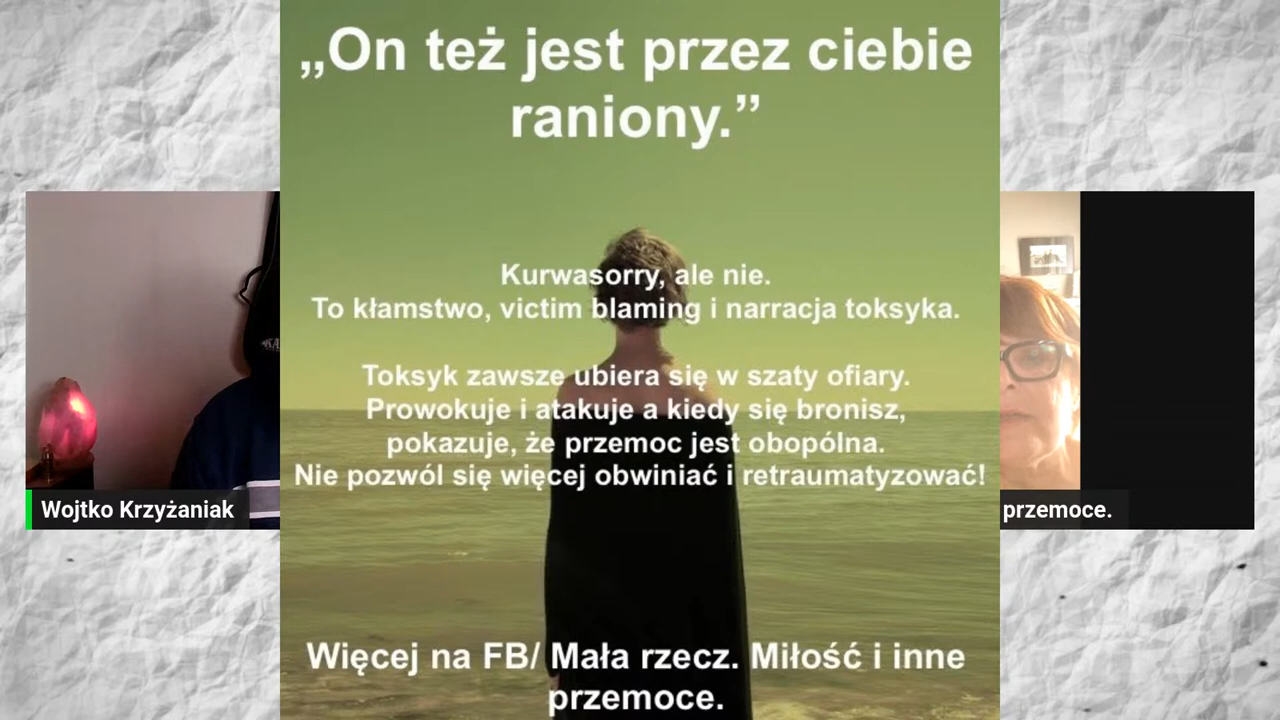 „On też jest przez ciebie
raniony.”
Kurwasorry, ale nie.
To kłamstwo, victim blaming i narracja toksyka.
Toksyk zawsze ubiera się w szaty ofiary.
Prowokuje i atakuje a kiedy się bronisz,
pokazuje, że przemoc jest obopólna.
Nie pozwól się więcej obwiniać i retraumatyzować!
Wojtko Krzyżaniak
przemoce.
Więcej na FB/ Mała rzecz. Miłość i inne
przemoce.